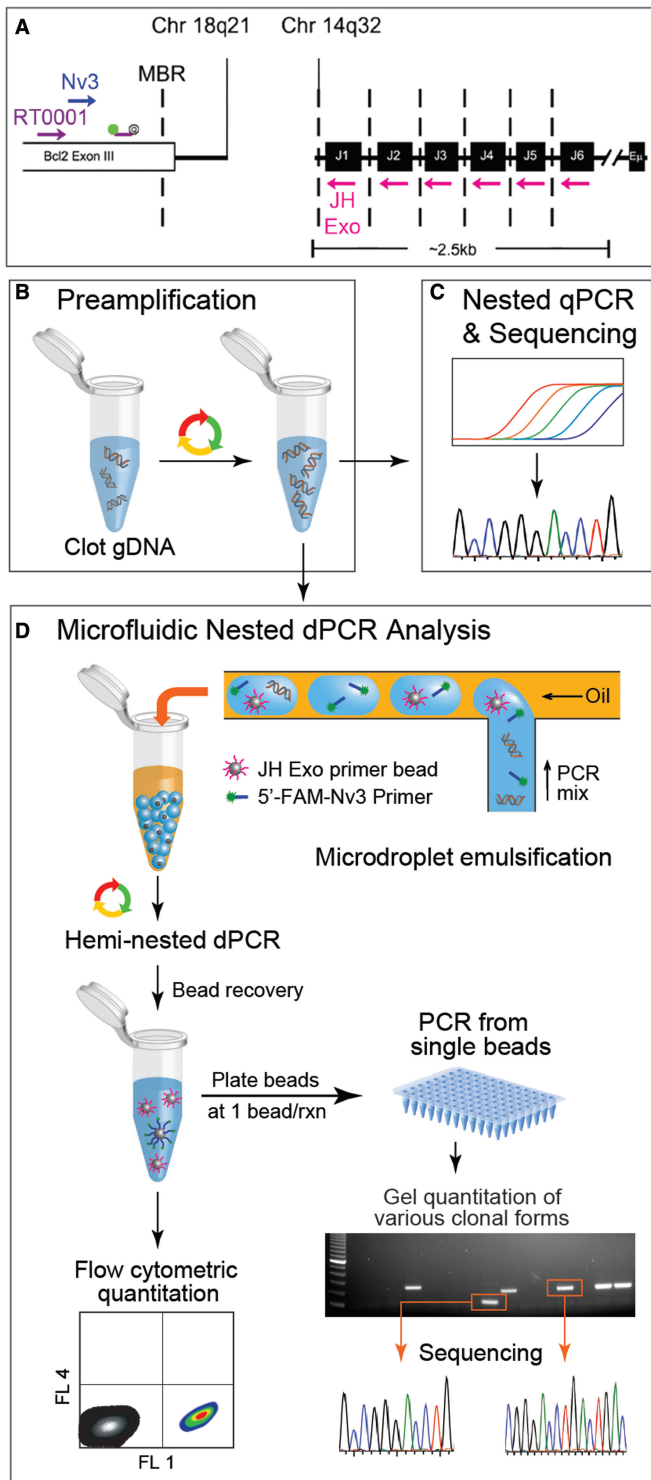 A
Chr 18q21
Chr 14q32
Nv3
MBR
RT0001
Bcl2 Exon III
J1
J2
J3
J4
J5
J6
Eµ
JH
Exo
~2.5kb
B
Preamplification
Clot gDNA
C
Nested qPCR
& Sequencing
D
Microfluidic Nested dPCR Analysis
Oil
JH Exo primer bead
5'-FAM-Nv3 Primer
PCR
mix
Microdroplet emulsification
Hemi-nested dPCR
Bead recovery
Plate beads
at 1 bead/rxn
PCR from
single beads
Gel quantitation of
various clonal forms
Flow cytometric
quantitation
FL 4
FL 1
Sequencing